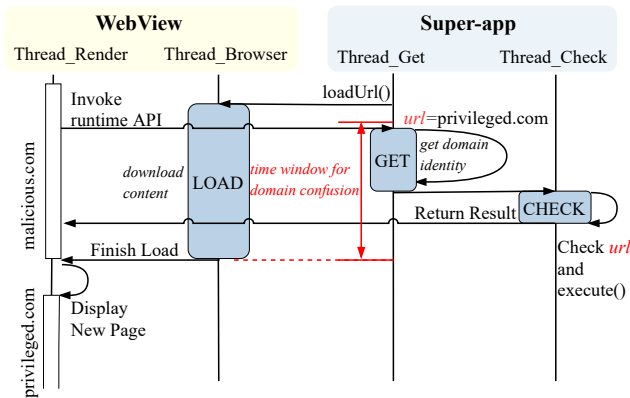 WebView
Super-app
Thread_Render
Thread_Browser
Thread_Get
Thread_Check
loadUrl()
Invoke
runtime API
url=privileged.com
malicious.com
download
content
LOAD
time window for
domain confusion
GET
get domain
identity
Return Result
CHECK
Finish Load
Check url
and
execute()
Display
New Page
privileged.com